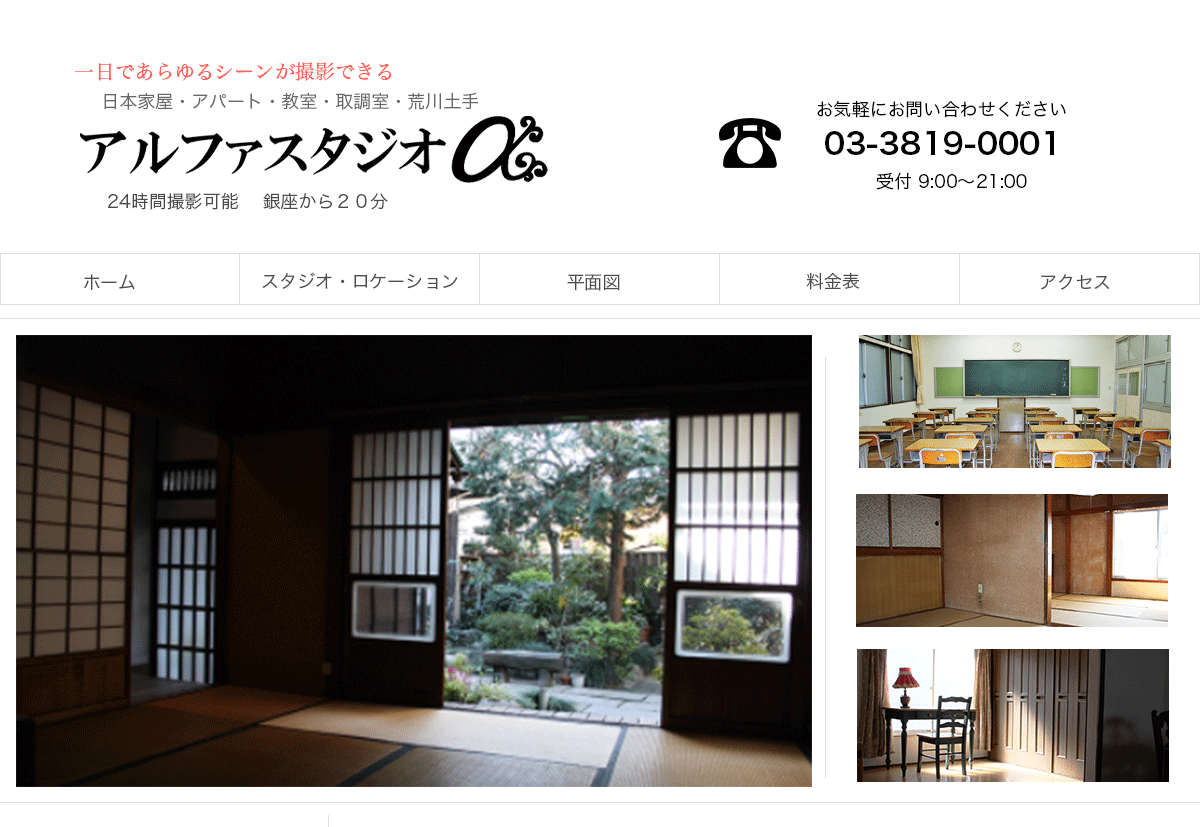 一日であらゆるシーンが撮影できる
日本家屋・アパート・教室・取調室・荒川土手
アルファスタジオα
24時間撮影可能　銀座から２０分
お気軽にお問い合わせください
03-3819-0001
受付 9:00〜21:00
ホーム
スタジオ・ロケーション
平面図
料金表
アクセス